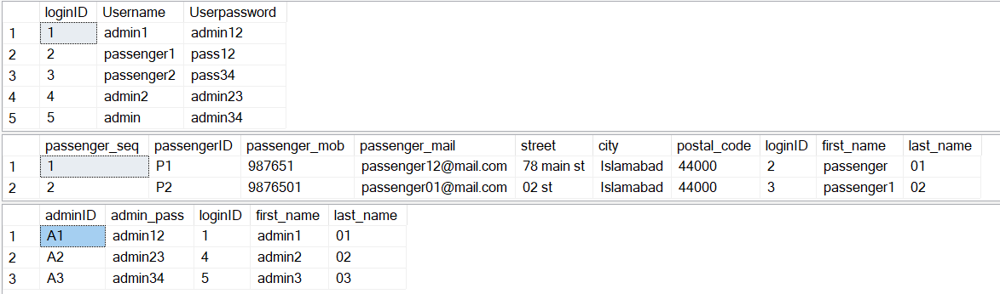 loginID Username Userpassword
1 1 admin1 admin12
2 2 passenger1 pass12
3 3 passenger2 pass34
4 4 admin2 admin23
5 5 admin admin34
passenger_seq passengerID passenger_mob passenger_mail street city postal_code loginID first_name last_name
1 1 P1 987651 passenger12@mail.com 78 main st Islamabad 44000 2 passenger 01
2 2 P2 9876501 passenger01@mail.com 02 st Islamabad 44000 3 passenger1 02
adminID admin_pass loginID first_name last_name
1 A1 admin12 1 admin1 01
2 A2 admin23 4 admin2 02
3 A3 admin34 5 admin3 03